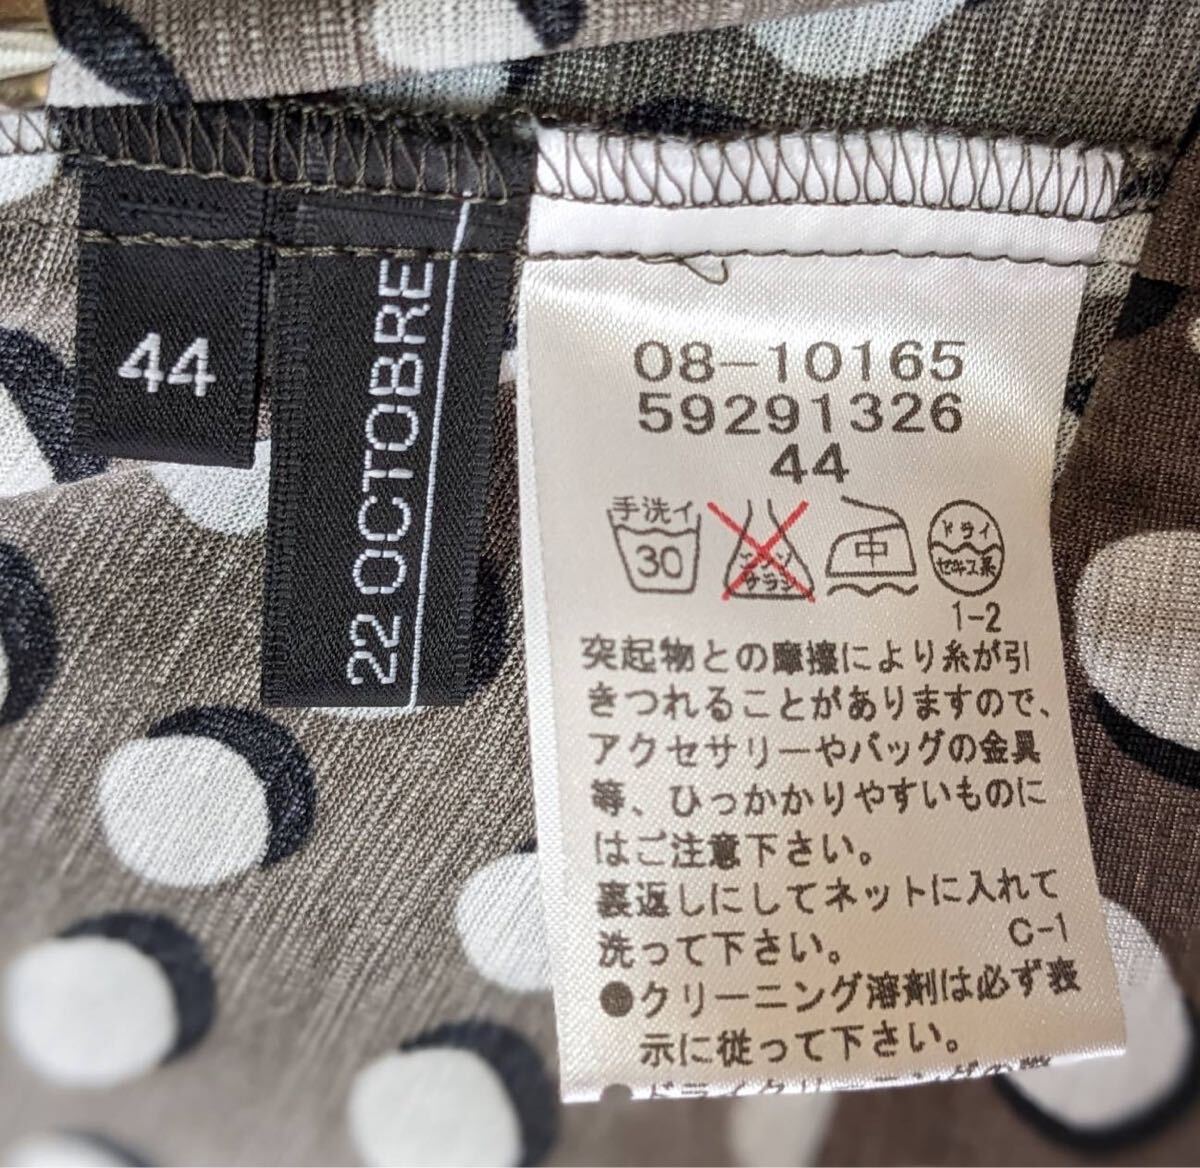 44
22 OCTOBRE
08-10165
59291326
44
手洗イ
30
エンソ
サラシ
中
ドライ
セキユ系
1-2
突起物との摩擦により糸が引
きつれることがありますので、
アクセサリーやバッグの金具
等、ひっかかりやすいものに
はご注意下さい。
裏返しにしてネットに入れて
洗って下さい。
C-1
●クリーニング溶剤は必ず表
示に従って下さい。